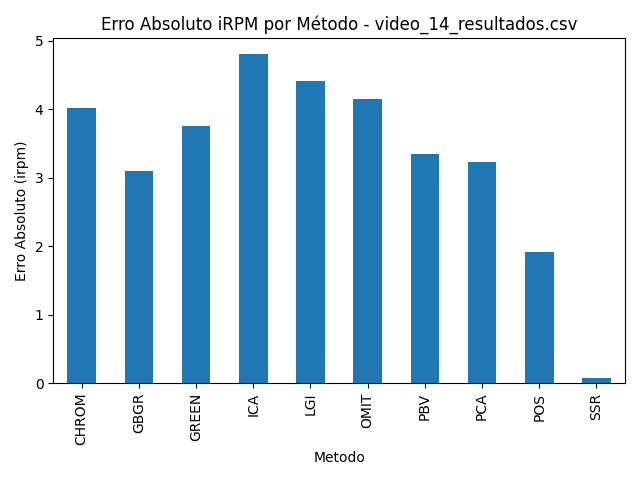 Erro Absoluto iRPM por Método - video_14_resultados.csv
Erro Absoluto (irpm)
5
4
3
2
1
0
CHROM
GBGR
GREEN
ICA
LGI
OMIT
PBV
PCA
POS
SSR
Metodo